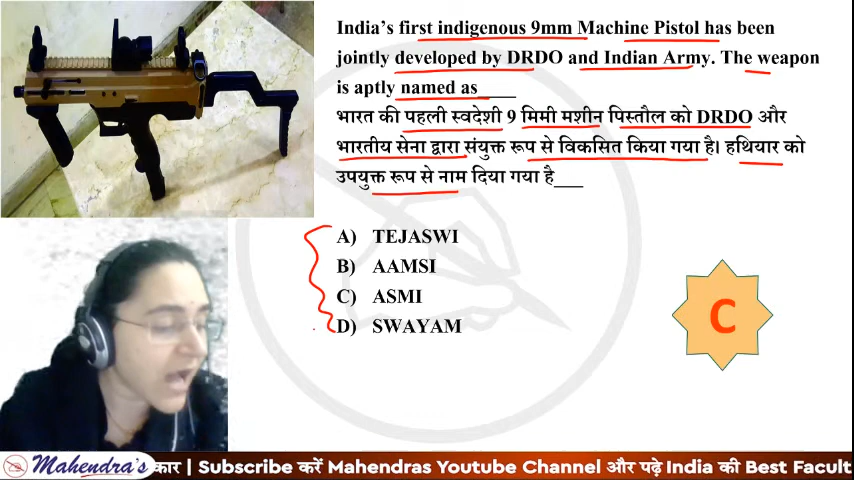 India's first indigenous 9mm Machine Pistol has been
jointly developed by DRDO and Indian Army. The weapon
is aptly named as____
भारत की पहली स्वदेशी 9 मिमी मशीन पिस्तौल को DRDO और
भारतीय सेना द्वारा संयुक्त रूप से विकसित किया गया है। हथियार को
उपयुक्त रूप से नाम दिया गया है___
A) TEJASWI
B) AAMSI
C) ASMI
D) SWAYAM
C
Mahendra's कार | Subscribe करें Mahendras Youtube Channel और पढ़े India की Best Facult